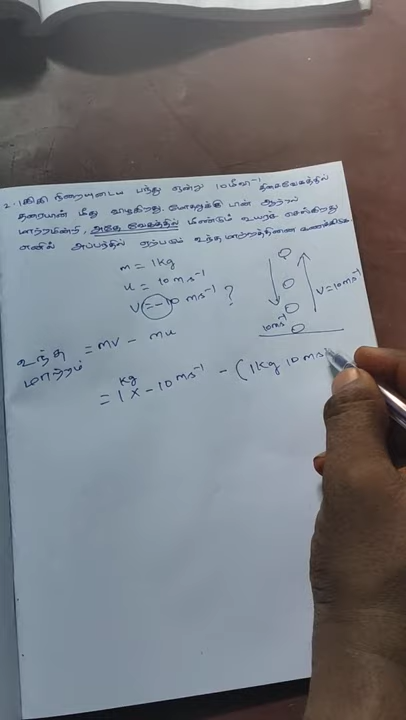 2. 1 கிகி நிறையுடைய பந்து ஒன்று 10 மீவி⁻¹ திசைவேகத்தில்
தரையின் மீது வீழ்கிறது. மோதலுக்கு பின் ஆற்றல்
மாற்றமின்றி, அதே வேகத்தில் மீண்டும் உயரச் செல்கிறது
எனில் அப்பந்தில் ஏற்படும் உந்த மாற்றத்தினை கணக்கிடுக.
m = 1kg
u = 10 ms⁻¹
v = -10 ms⁻¹ ?
v = 10ms⁻¹
10ms⁻¹
உந்த மாற்றம் = mv - mu
= 1kg x -10 ms⁻¹ - (1kg 10 ms